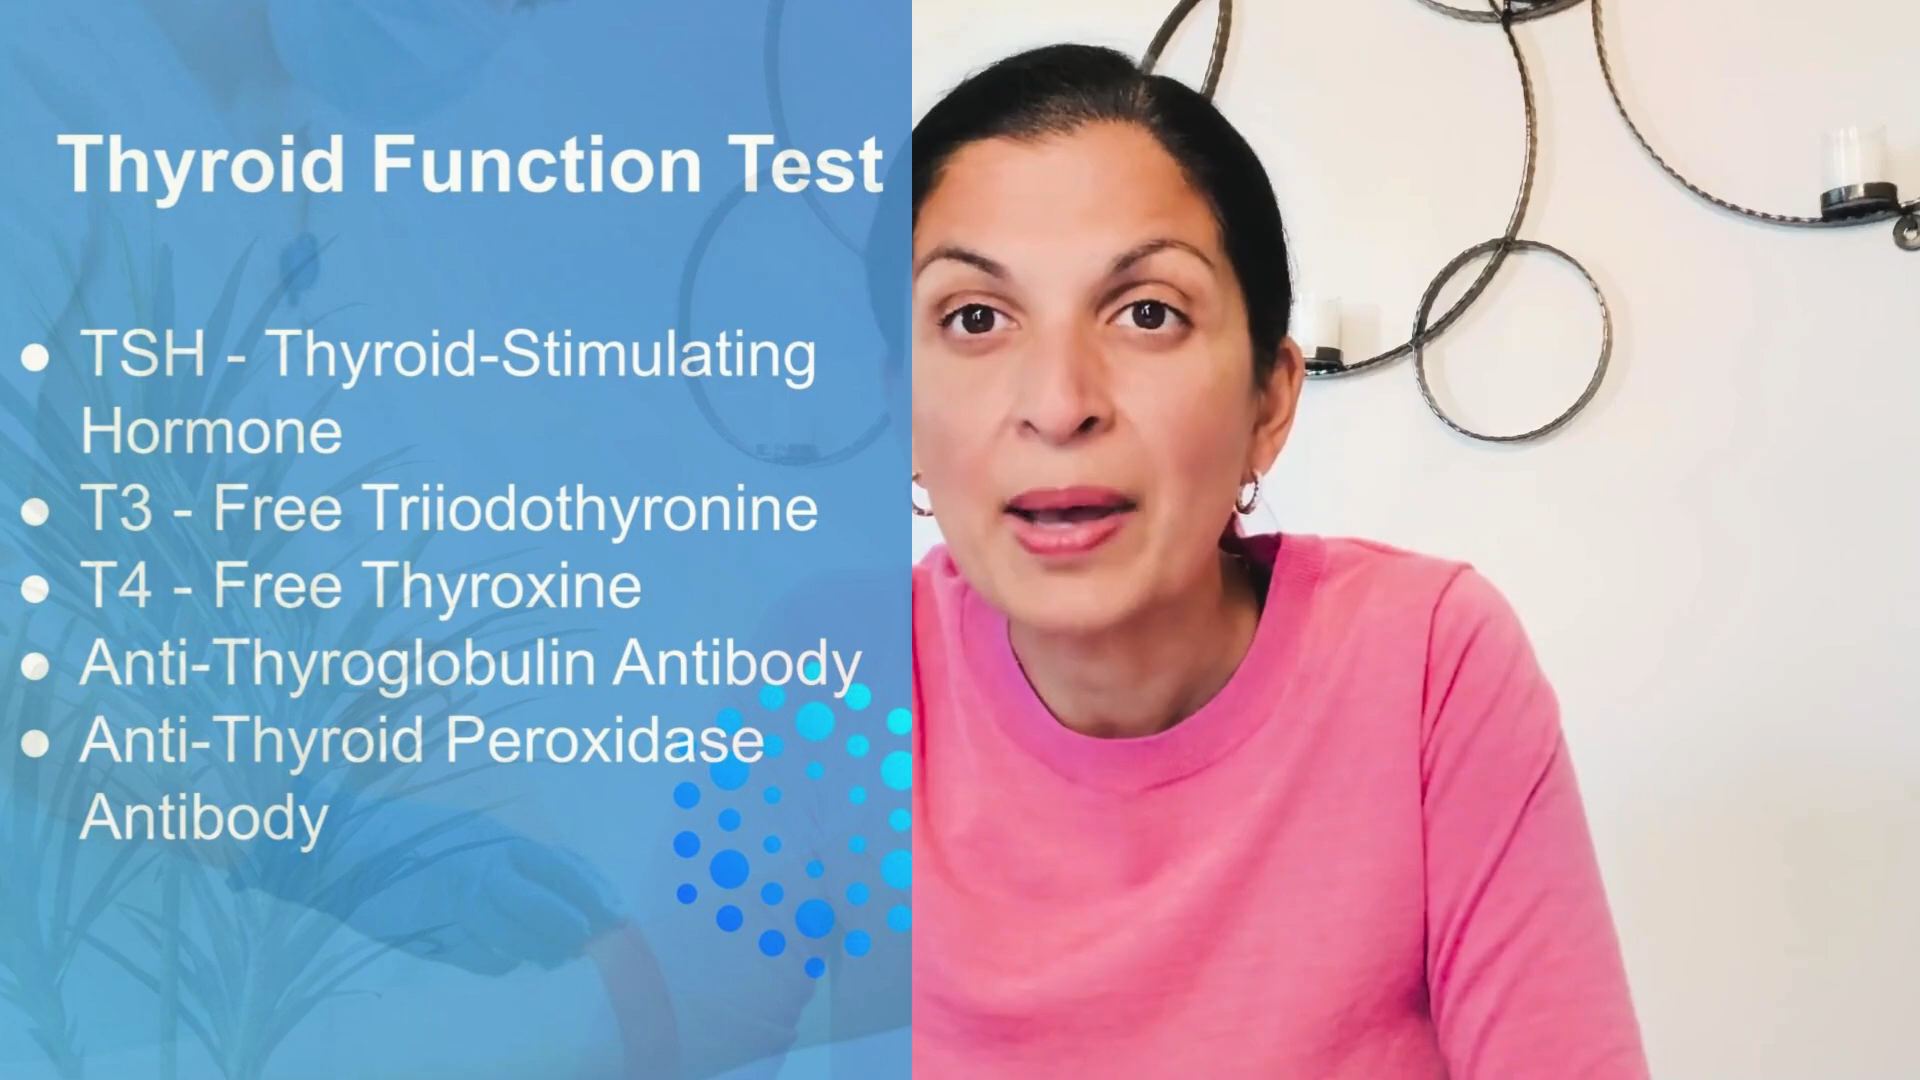 Thyroid Function Test
● TSH - Thyroid-Stimulating
Hormone
● T3 - Free Triiodothyronine
● T4 - Free Thyroxine
● Anti-Thyroglobulin Antibody
● Anti-Thyroid Peroxidase
Antibody